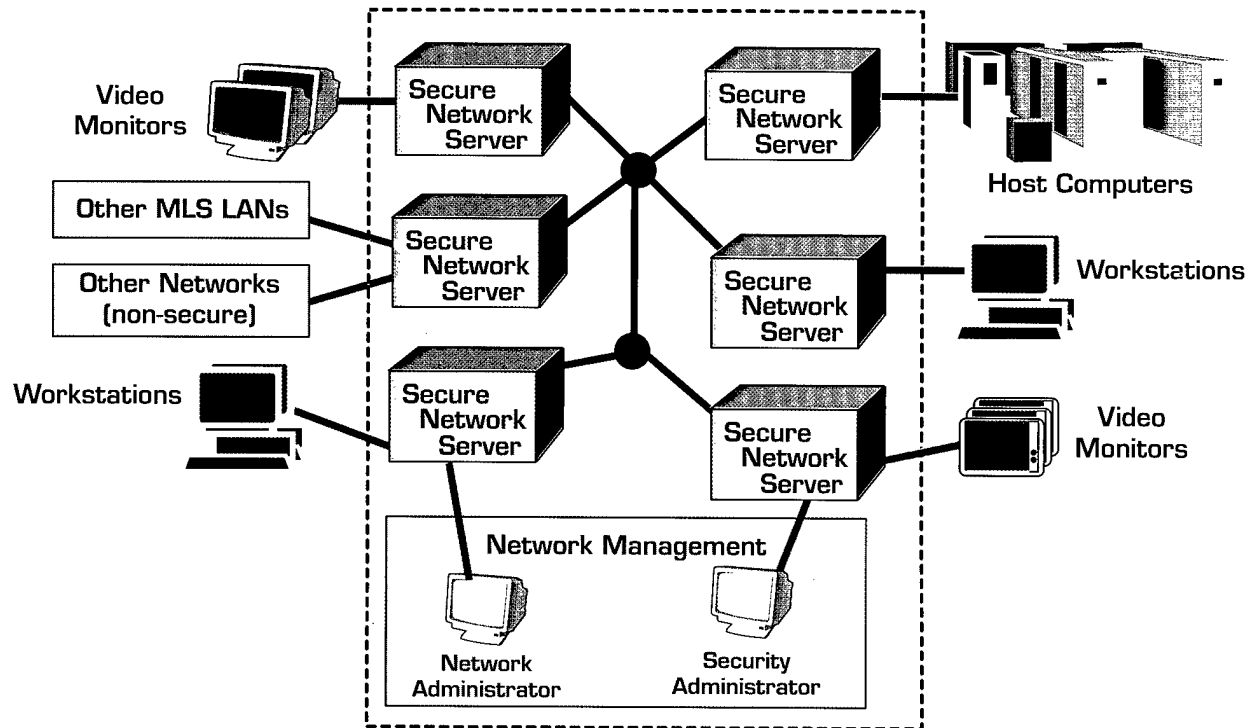 Video
Monitors
Secure
Network
Server
Secure
Network
Server
Host Computers
Other MLS LANs
Other Networks
(non-secure)
Secure
Network
Server
Secure
Network
Server
Workstations
Workstations
Secure
Network
Server
Secure
Network
Server
Video
Monitors
Network Management
Network
Administrator
Security
Administrator